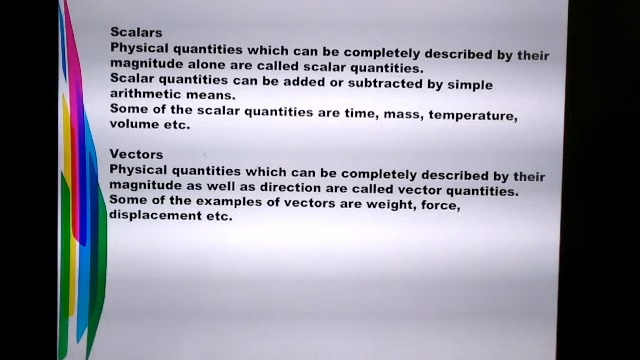 Scalars
Physical quantities which can be completely described by their
magnitude alone are called scalar quantities.
Scalar quantities can be added or subtracted by simple
arithmetic means.
Some of the scalar quantities are time, mass, temperature,
volume etc.
Vectors
Physical quantities which can be completely described by their
magnitude as well as direction are called vector quantities.
Some of the examples of vectors are weight, force,
displacement etc.